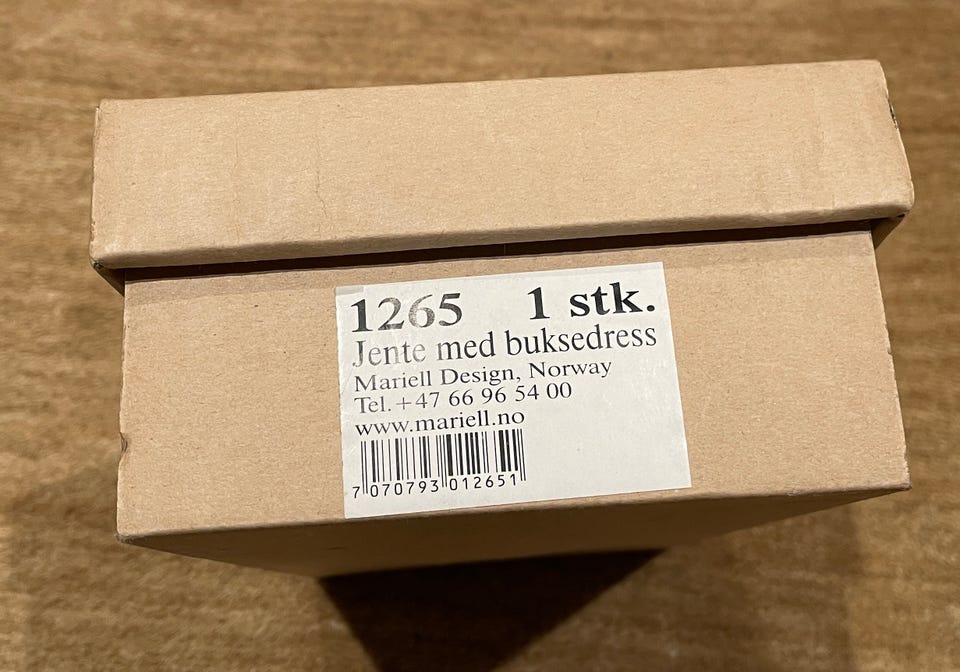 1265 1 stk.
Jente med buksedress
Mariell Design, Norway
Tel.+47 66 96 54 00
www.mariell.no
7 070793 012651